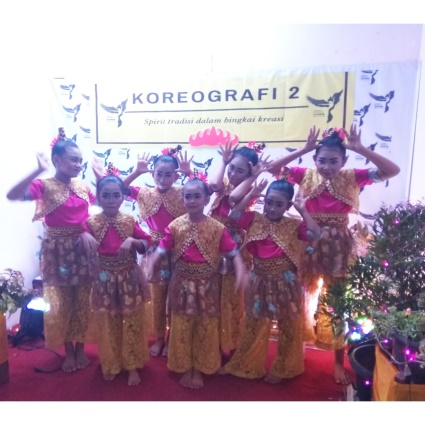 KOREOGRAFI 2
Spirit tradisi dalam bingkai kreasi